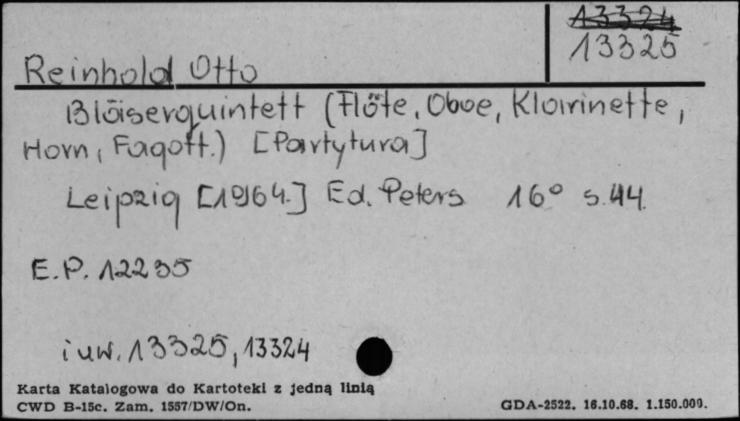 13324
13325
Reinhold Otto
Bläserquintett (Flöte, Oboe, Klarinette,
Horn, Fagott.) [Partytura]
Leipzig [1964.] Ed. Peters 16° s.44.
E.P. 12235
i uw. 13325, 13324
Karta Katalogowa do Kartoteki z jedną linią
CWD B-15c. Zam. 1557/DW/On.
GDA-2522. 16.10.68. 1.150.000.